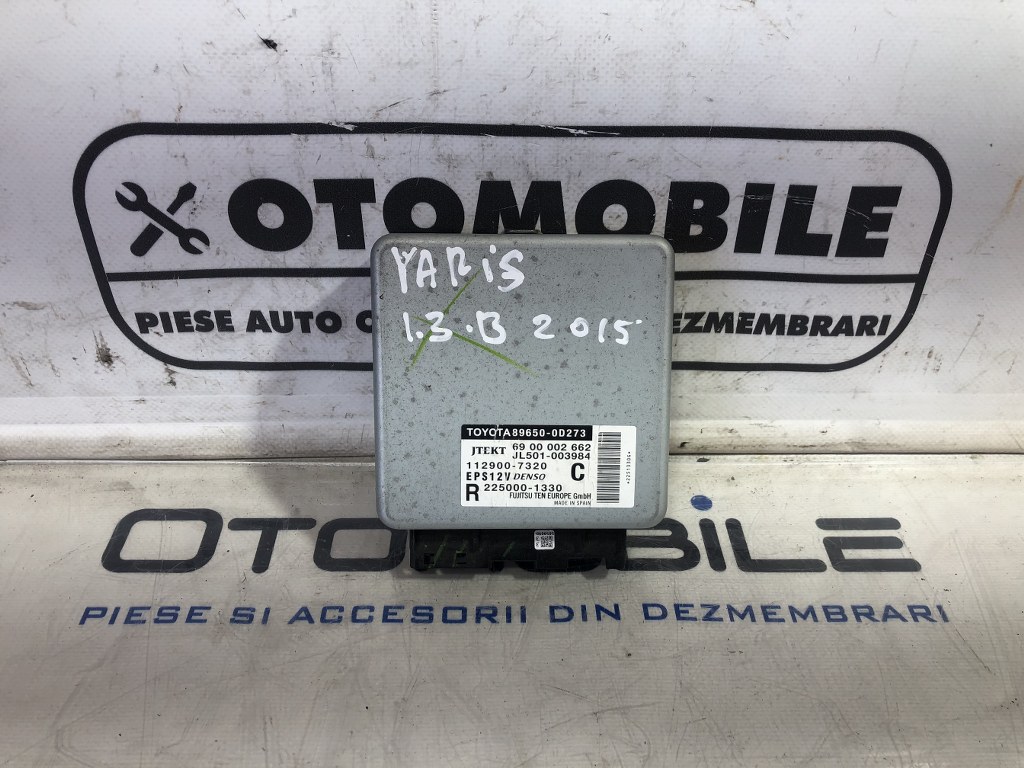 OTOMOBILE
PIESE AUTO EZMEMBRARI
YARIS
1.3.B 2015
TOYOTA 89650-0D273
JTEKT 69 00 002 662
JL501-003984
112900-7320 C
EPS12V DENSO
R 225000-1330
FUJITSU TEN EUROPE GmbH
MADE IN SPAIN
OTOMOBILE
PIESE SI ACCESORII DIN DEZMEMBRARI